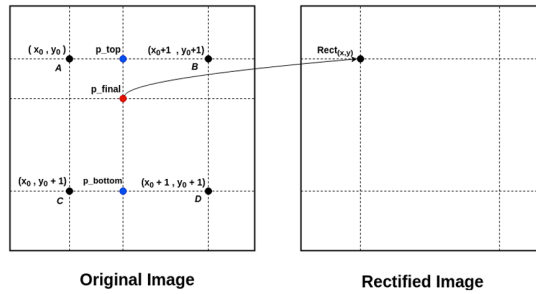 ( x₀ , y₀ ) p_top (x₀+1 , y₀+1) Rect(x,y)
A B
p_final
(x₀ , y₀ + 1) p_bottom (x₀ + 1 , y₀ + 1)
C D
Original Image Rectified Image